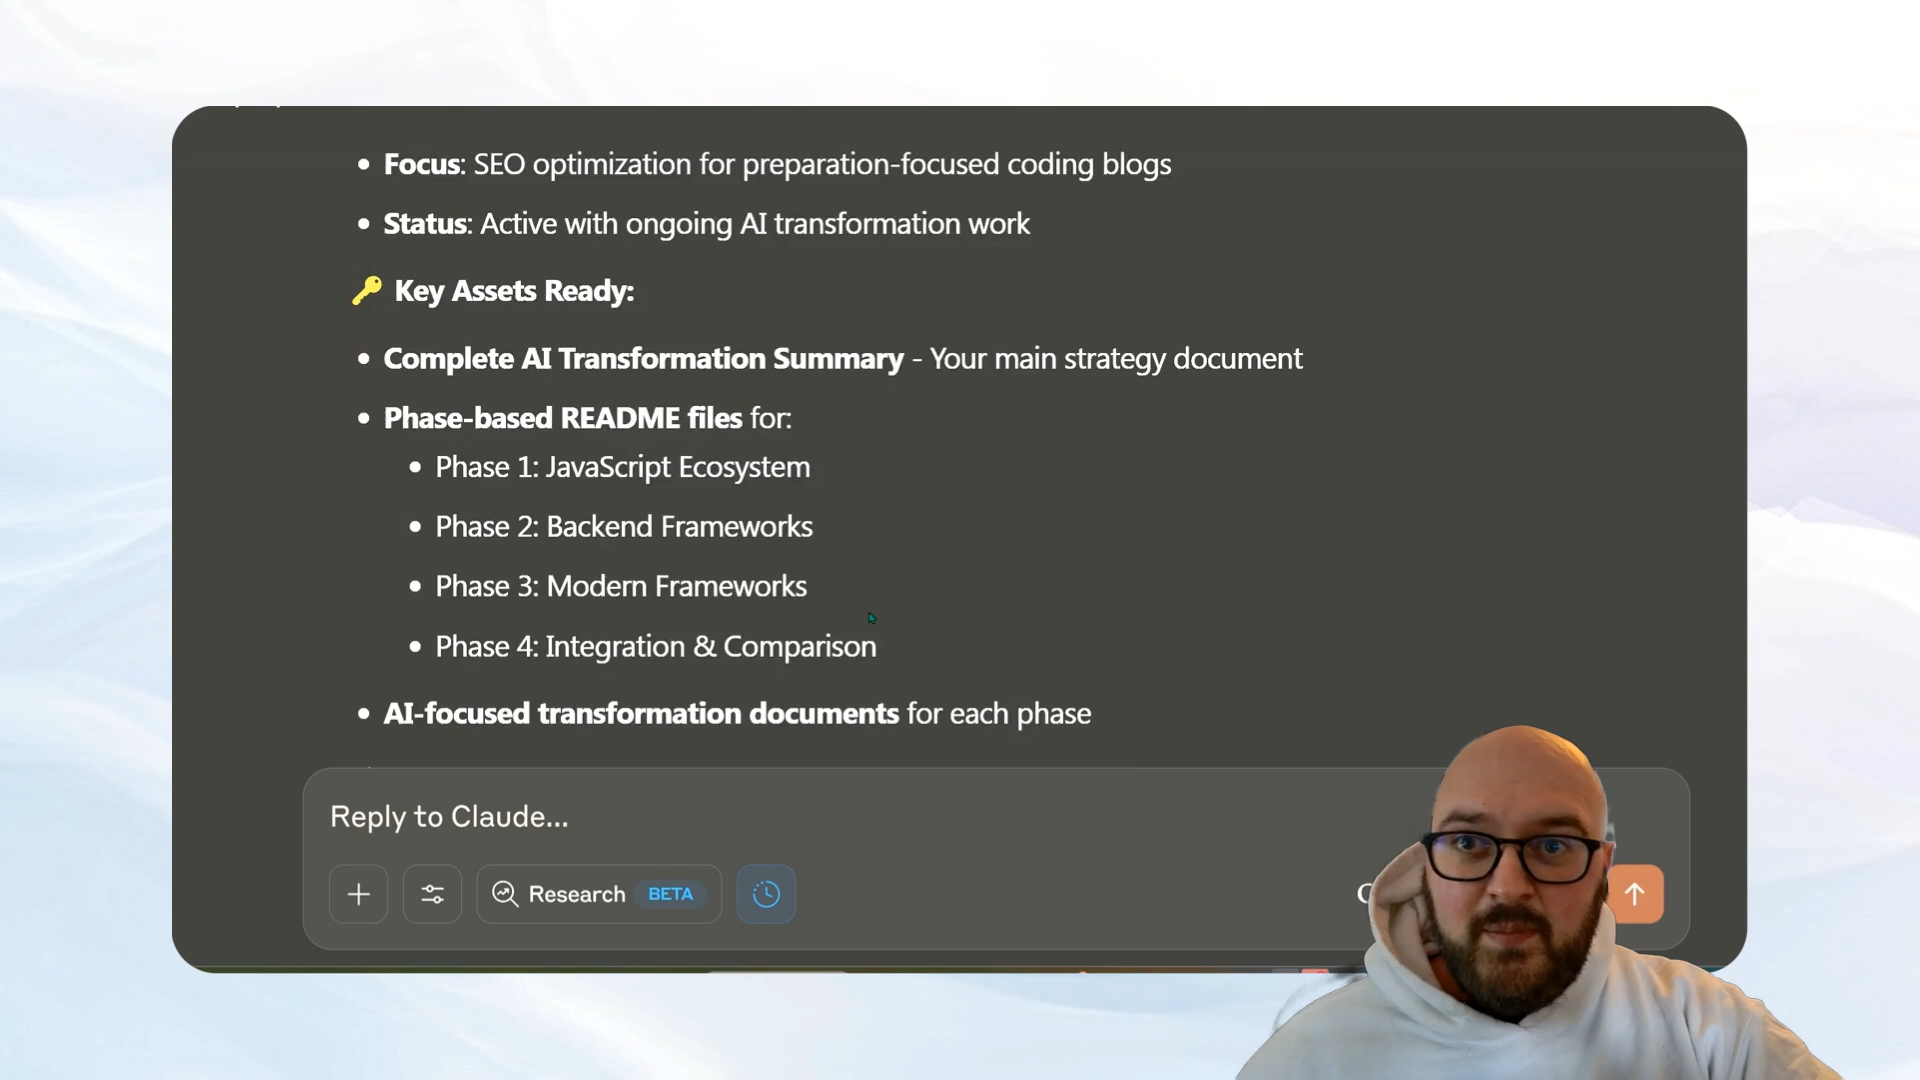 Focus: SEO optimization for preparation-focused coding blogs
Status: Active with ongoing AI transformation work
🔑 Key Assets Ready:
Complete AI Transformation Summary - Your main strategy document
Phase-based README files for:
Phase 1: JavaScript Ecosystem
Phase 2: Backend Frameworks
Phase 3: Modern Frameworks
Phase 4: Integration & Comparison
AI-focused transformation documents for each phase
Reply to Claude...
Research BETA